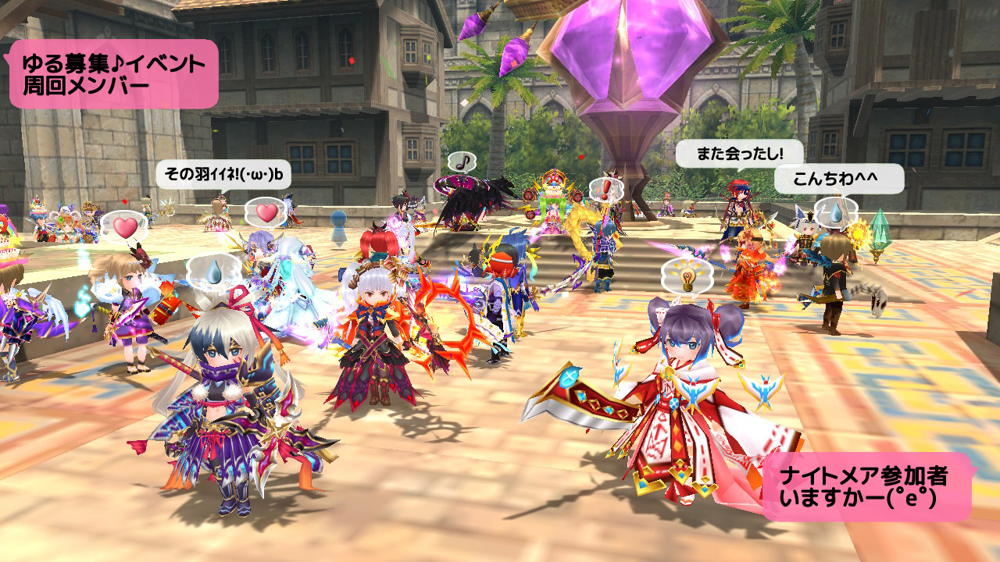 ゆる募集♪イベント
周回メンバー
その羽ｲｲﾈ!(･ω･)b
また会ったし!
こんちわ^^
ナイトメア参加者
いますかー(ﾟeﾟ)